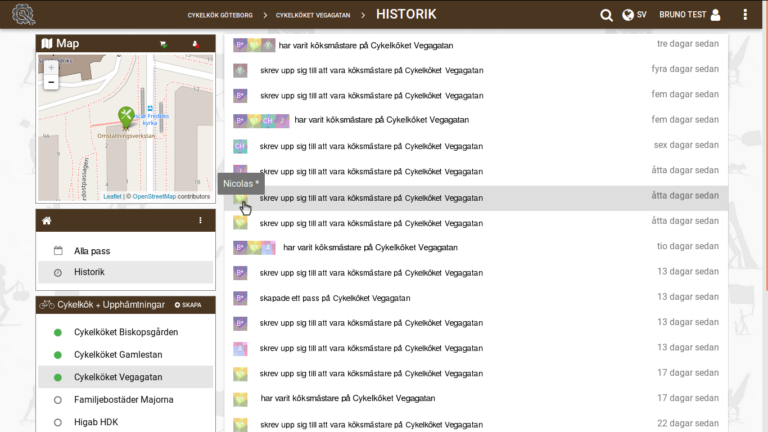 CYKELKÖK GÖTEBORG > CYKELKÖKET VEGAGATAN > HISTORIK
SV
BRUNO TEST
Map
+
−
Omställningsverkstan
kyrka
9A
10
Leaflet | © OpenStreetMap contributors
Alla pass
Historik
Cykelkök + Upphämtningar
SKAPA
Cykelköket Biskopsgården
Cykelköket Gamlestan
Cykelköket Vegagatan
Familjebostäder Majorna
Higab HDK
har varit köksmästare på Cykelköket Vegagatan tre dagar sedan
skrev upp sig till att vara köksmästare på Cykelköket Vegagatan fyra dagar sedan
skrev upp sig till att vara köksmästare på Cykelköket Vegagatan fem dagar sedan
CH J har varit köksmästare på Cykelköket Vegagatan fem dagar sedan
CH skrev upp sig till att vara köksmästare på Cykelköket Vegagatan sex dagar sedan
J skrev upp sig till att vara köksmästare på Cykelköket Vegagatan åtta dagar sedan
Nicolas *
skrev upp sig till att vara köksmästare på Cykelköket Vegagatan åtta dagar sedan
skrev upp sig till att vara köksmästare på Cykelköket Vegagatan åtta dagar sedan
har varit köksmästare på Cykelköket Vegagatan tio dagar sedan
skrev upp sig till att vara köksmästare på Cykelköket Vegagatan 13 dagar sedan
skapade ett pass på Cykelköket Vegagatan 13 dagar sedan
skrev upp sig till att vara köksmästare på Cykelköket Vegagatan 13 dagar sedan
skrev upp sig till att vara köksmästare på Cykelköket Vegagatan 13 dagar sedan
skrev upp sig till att vara köksmästare på Cykelköket Vegagatan 17 dagar sedan
har varit köksmästare på Cykelköket Vegagatan 17 dagar sedan
skrev upp sig till att vara köksmästare på Cykelköket Vegagatan 22 dagar sedan